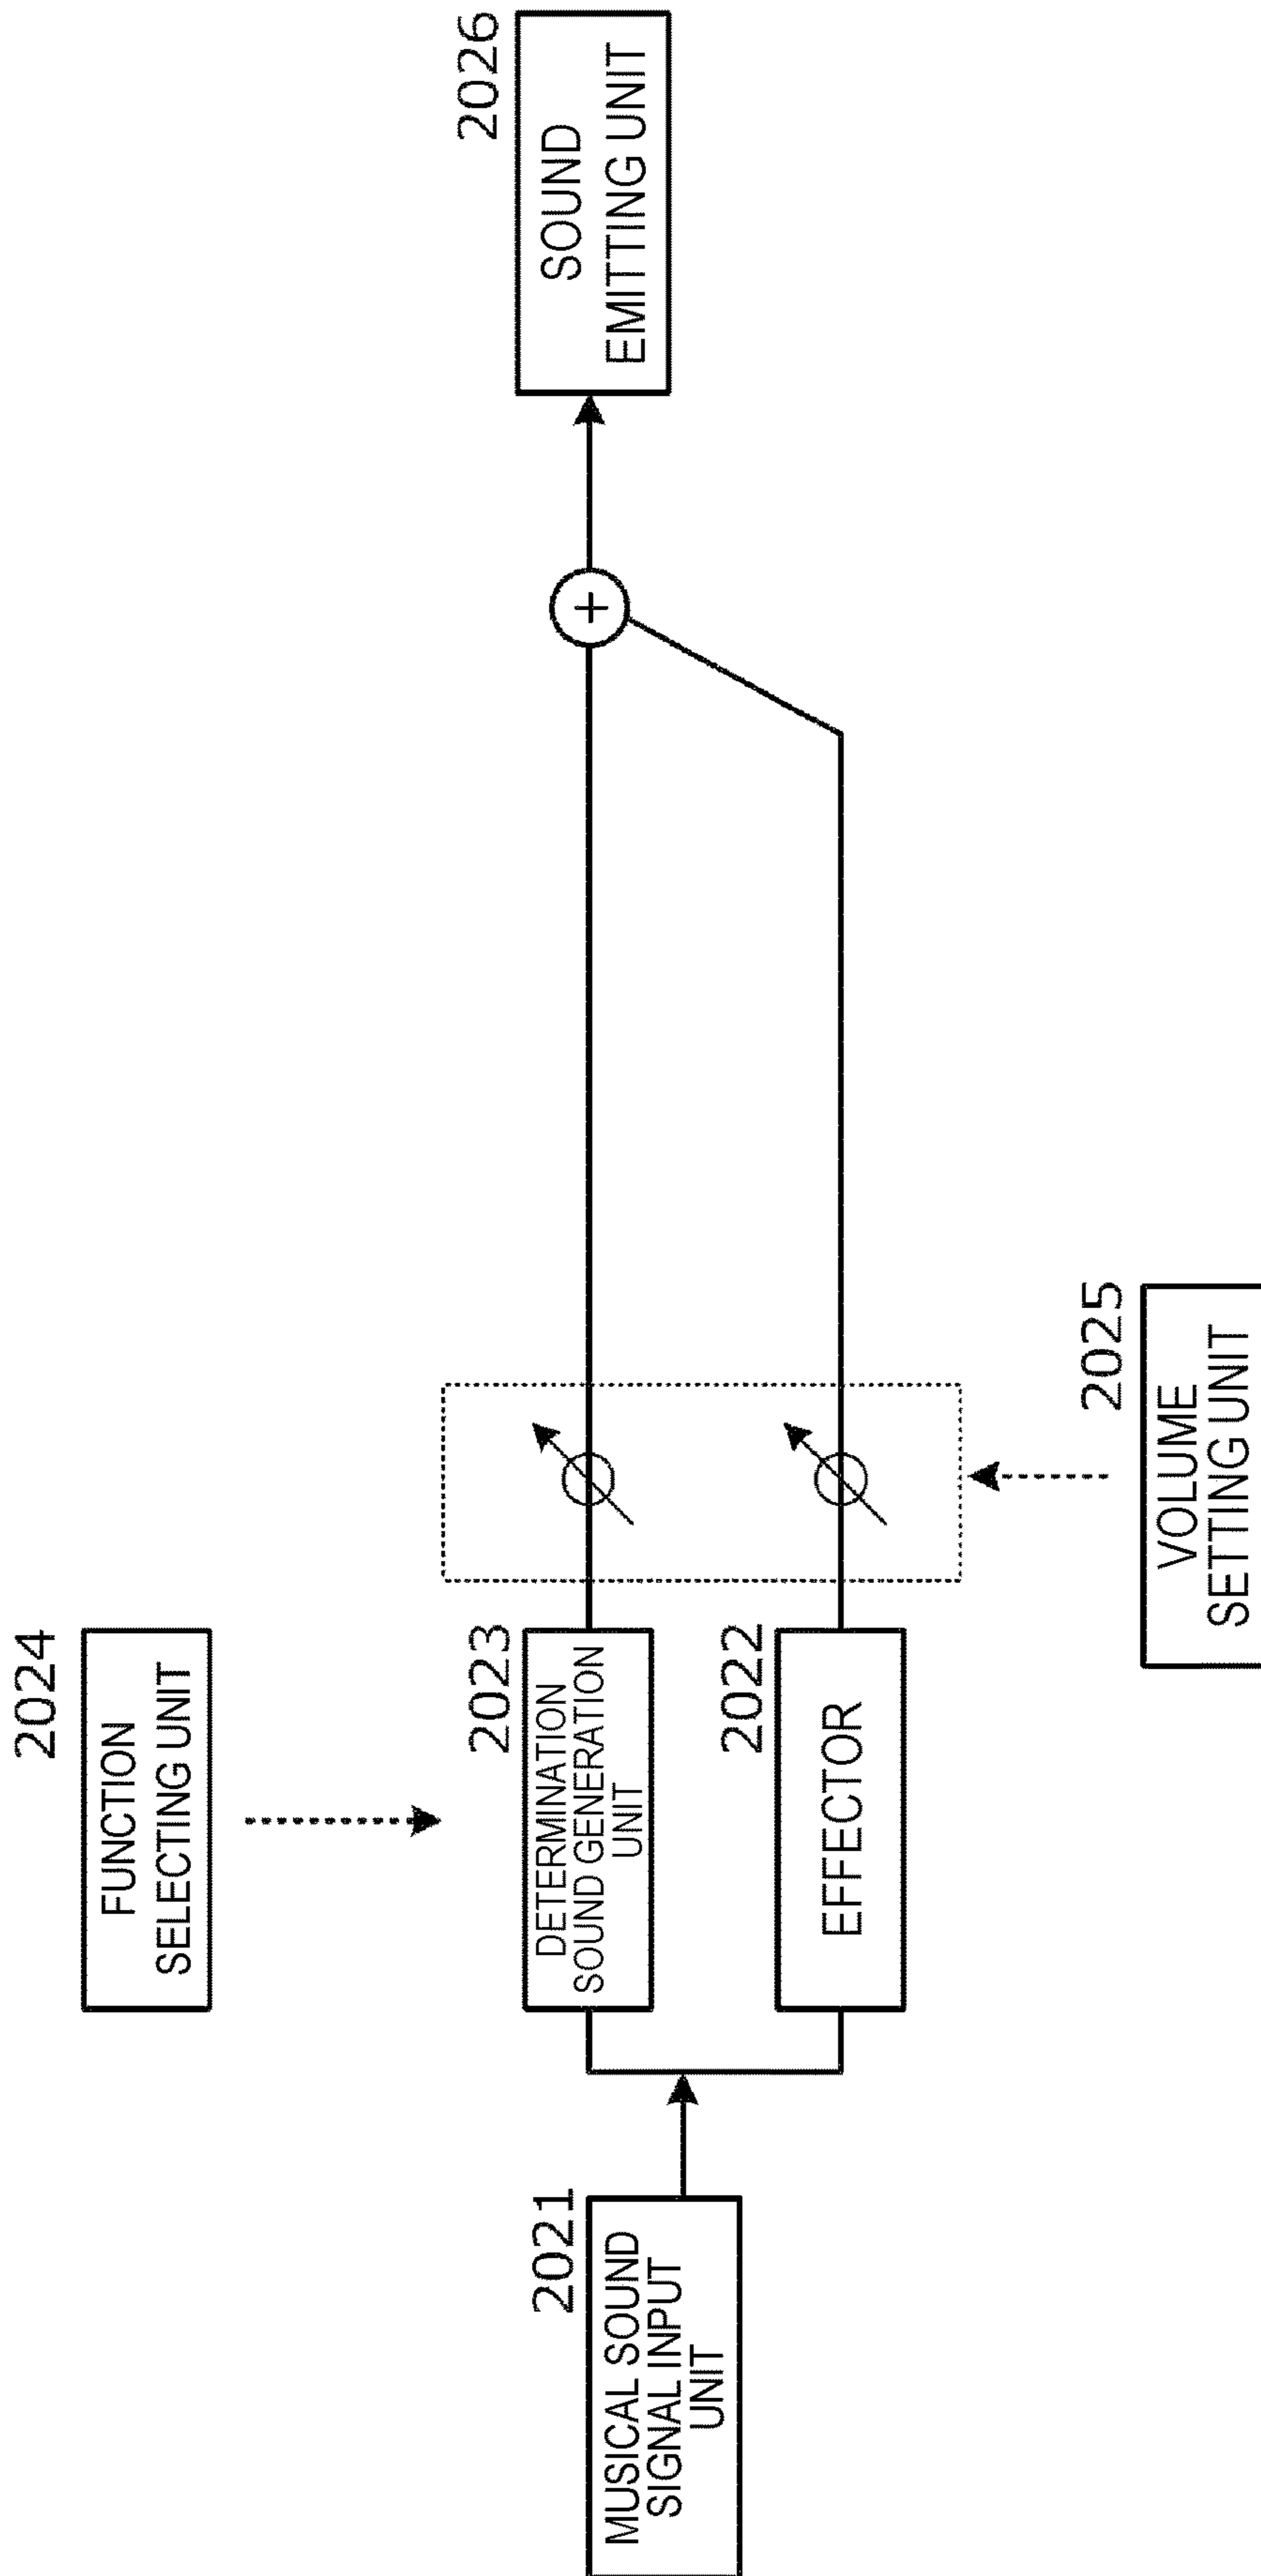 2024
FUNCTION
SELECTING UNIT
2021
MUSICAL SOUND
SIGNAL INPUT
UNIT
2023
DETERMINATION
SOUND GENERATION
UNIT
2022
EFFECTOR
2025
VOLUME
SETTING UNIT
+
2026
SOUND
EMITTING UNIT